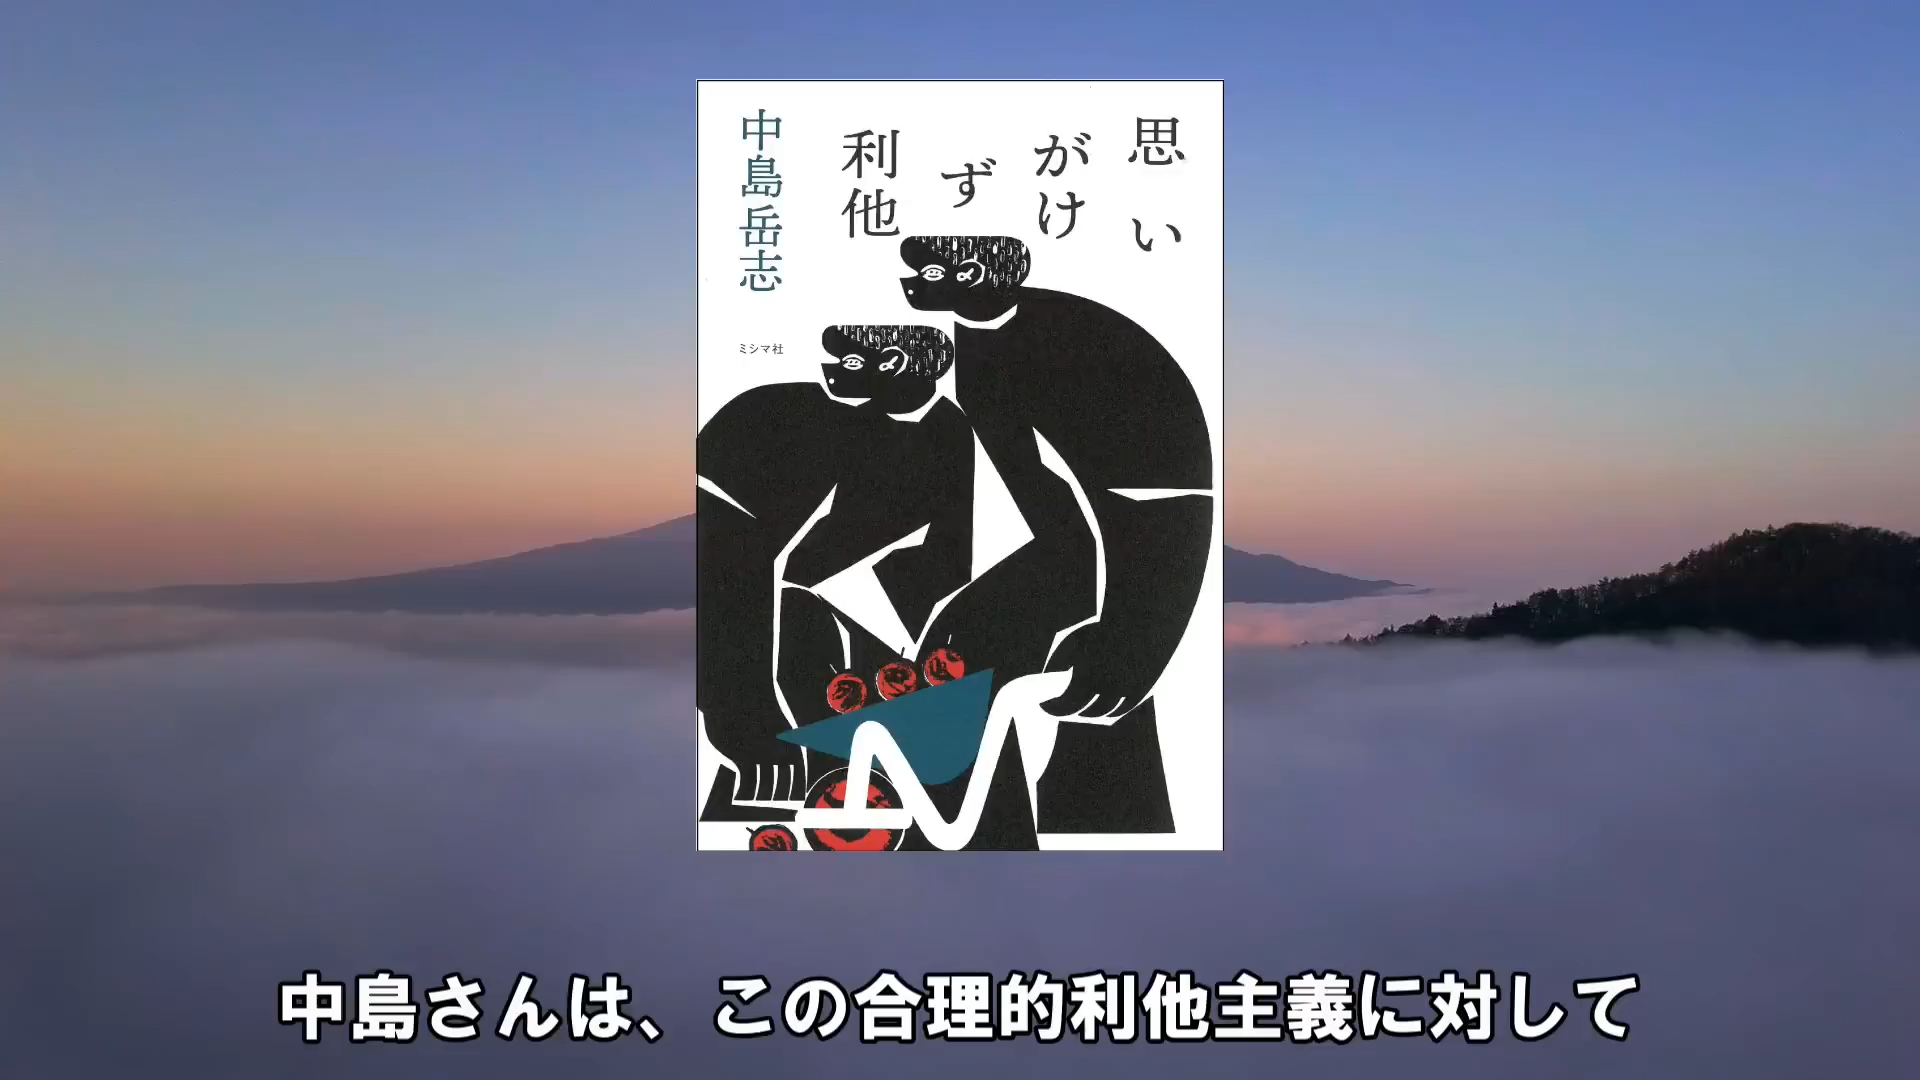 思い
がけ
ず
利他
中島岳志
ミシマ社
中島さんは、この合理的利他主義に対して